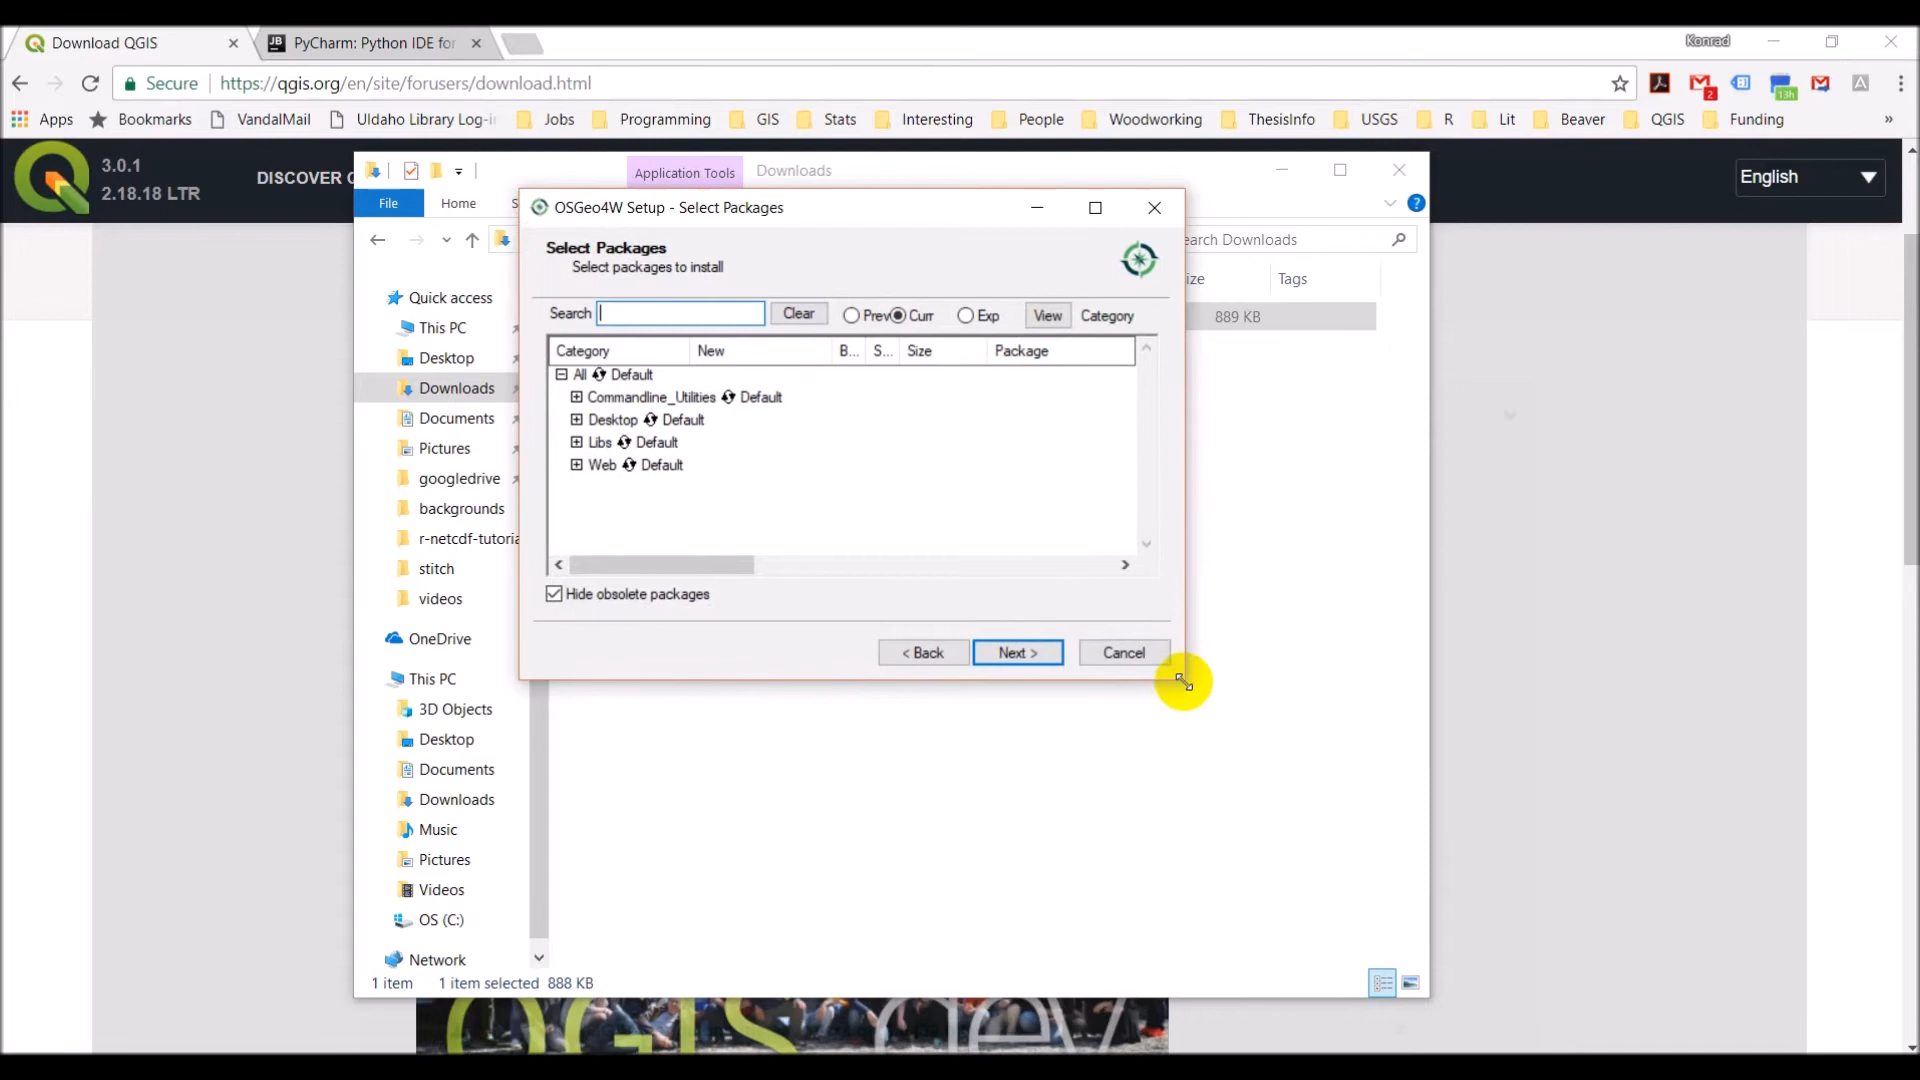 Download QGIS
PyCharm: Python IDE for
Konrad
Secure
https://qgis.org/en/site/forusers/download.html
2
13h
Apps
Bookmarks
VandalMail
UIdaho Library Log-i
Jobs
Programming
GIS
Stats
Interesting
People
Woodworking
ThesisInfo
USGS
R
Lit
Beaver
QGIS
Funding
»
3.0.1
2.18.18 LTR
DISCOVER
English
Application Tools
Downloads
File
Home
earch Downloads
OSGeo4W Setup - Select Packages
Select Packages
Select packages to install
Search
Clear
Prev
Curr
Exp
View
Category
Category
New
B...
S...
Size
Package
All Default
Commandline_Utilities Default
Desktop Default
Libs Default
Web Default
Hide obsolete packages
< Back
Next >
Cancel
ize
Tags
889 KB
Quick access
This PC
Desktop
Downloads
Documents
Pictures
googledrive
backgrounds
r-netcdf-tutoria
stitch
videos
OneDrive
This PC
3D Objects
Desktop
Documents
Downloads
Music
Pictures
Videos
OS (C:)
Network
1 item
1 item selected 888 KB
QGIS dev